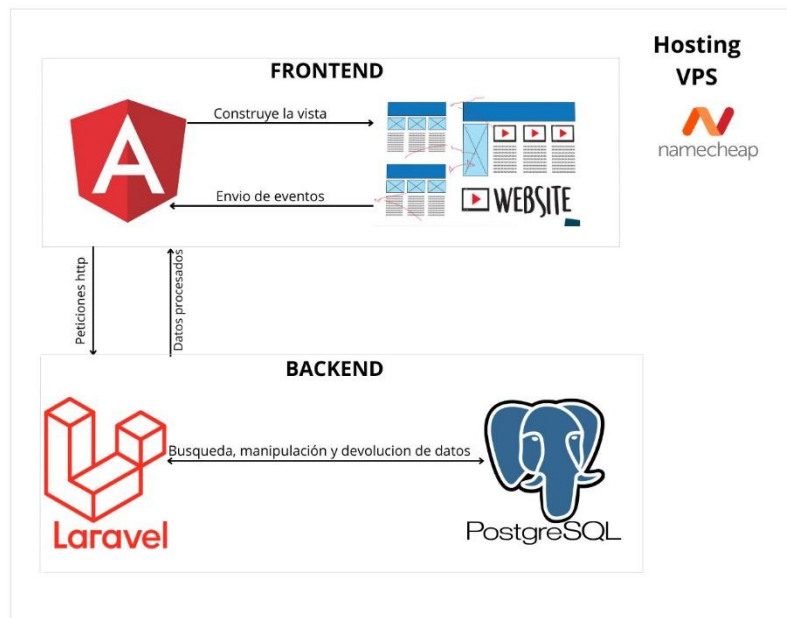 Hosting
VPS
namecheap
FRONTEND
A
Construye la vista
Envio de eventos
WEBSITE
Peticiones http
Datos procesados
BACKEND
Busqueda, manipulación y devolucion de datos
Laravel
PostgreSQL